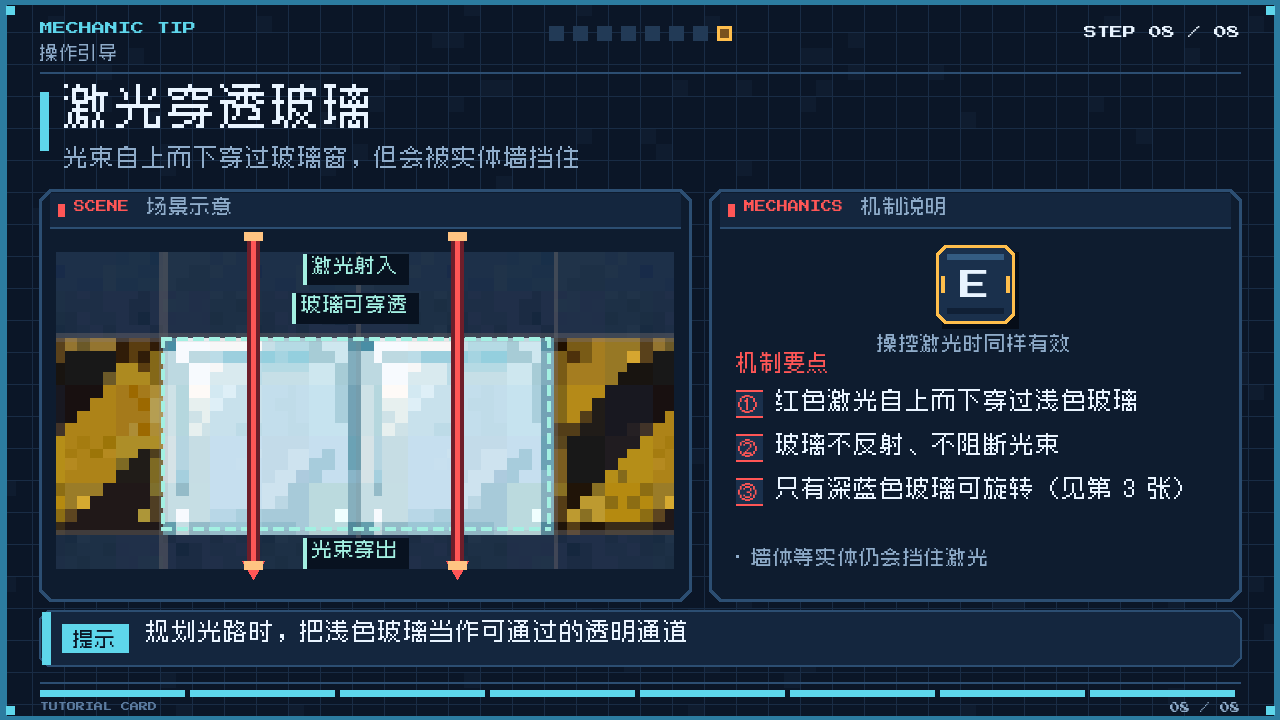 MECHANIC TIP
操作引导
STEP 08 / 08
激光穿透玻璃
光束自上而下穿过玻璃窗，但会被实体墙挡住
SCENE 场景示意
激光射入
玻璃可穿透
光束穿出
MECHANICS 机制说明
E
操控激光时同样有效
机制要点
① 红色激光自上而下穿过浅色玻璃
② 玻璃不反射、不阻断光束
③ 只有深蓝色玻璃可旋转（见第 3 张）
· 墙体等实体仍会挡住激光
提示 规划光路时，把浅色玻璃当作可通过的透明通道
TUTORIAL CARD
08 / 08